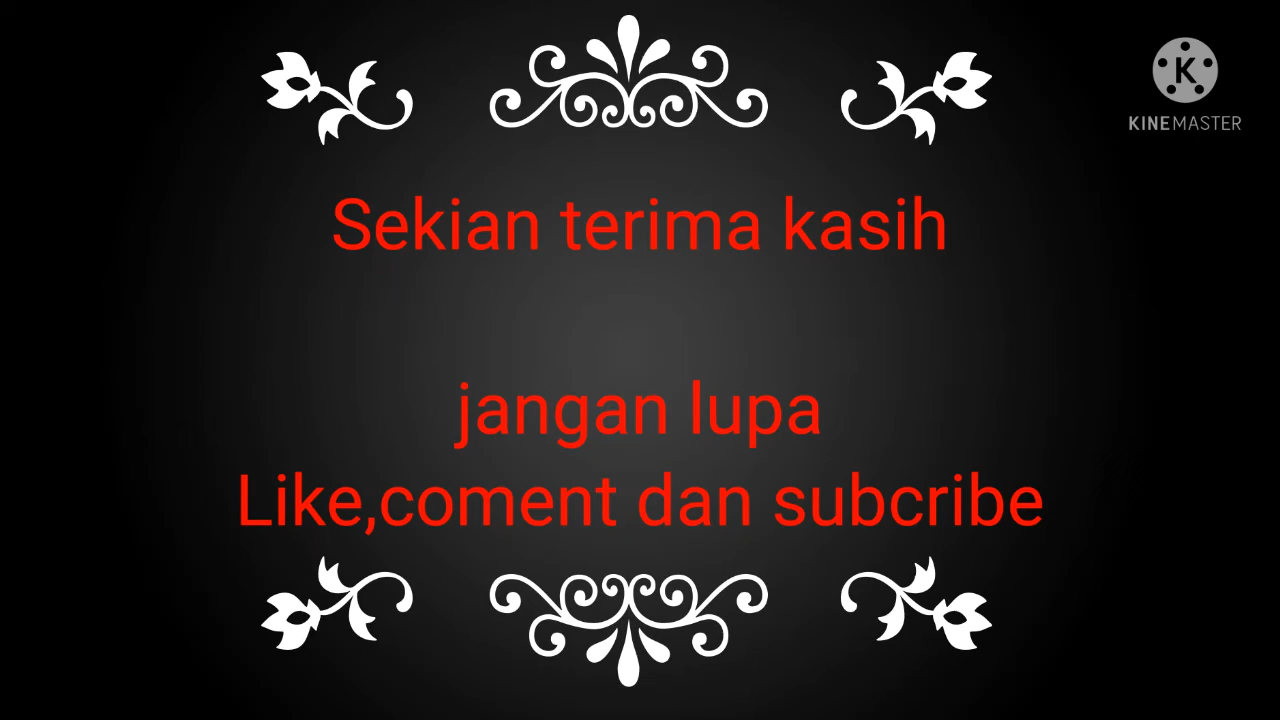 K
KINEMASTER
Sekian terima kasih
jangan lupa
Like,coment dan subcribe